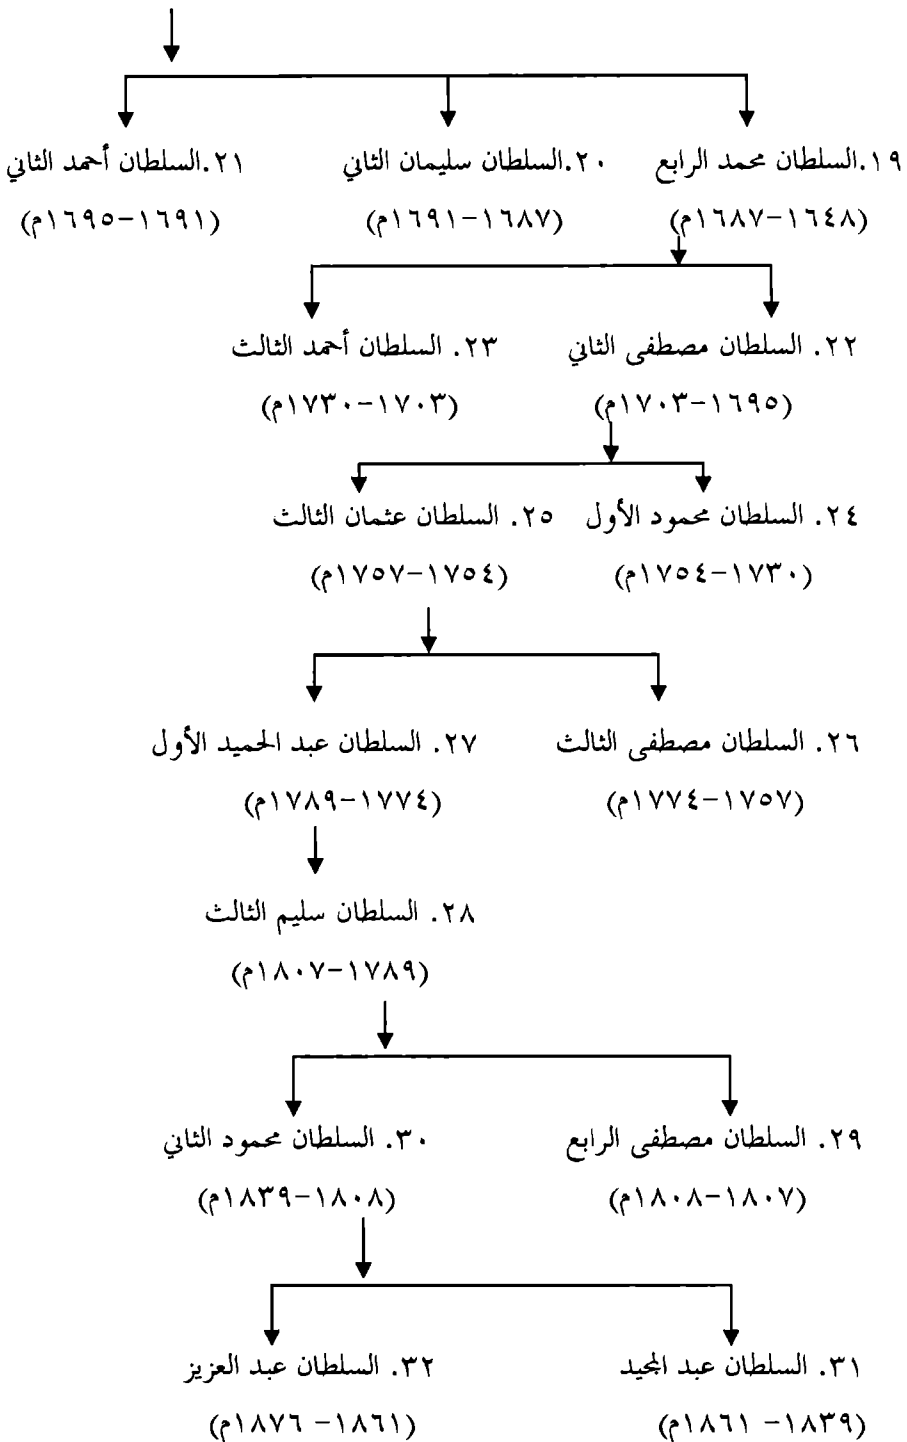 ١٩.السلطان محمد الرابع ٢٠.السلطان سليمان الثاني ٢١.السلطان أحمد الثاني
(١٦٤٨-١٦٨٧م) (١٦٨٧-١٦٩١م) (١٦٩١-١٦٩٥م)
٢٢. السلطان مصطفى الثاني ٢٣. السلطان أحمد الثالث
(١٦٩٥-١٧٠٣م) (١٧٠٣-١٧٣٠م)
٢٤. السلطان محمود الأول ٢٥. السلطان عثمان الثالث
(١٧٣٠-١٧٥٤م) (١٧٥٤-١٧٥٧م)
٢٦. السلطان مصطفى الثالث ٢٧. السلطان عبد الحميد الأول
(١٧٥٧-١٧٧٤م) (١٧٧٤-١٧٨٩م)
٢٨. السلطان سليم الثالث
(١٧٨٩-١٨٠٧م)
٢٩. السلطان مصطفى الرابع ٣٠. السلطان محمود الثاني
(١٨٠٧-١٨٠٨م) (١٨٠٨-١٨٣٩م)
٣١. السلطان عبد المجيد ٣٢. السلطان عبد العزيز
(١٨٣٩- ١٨٦١م) (١٨٦١- ١٨٧٦م)